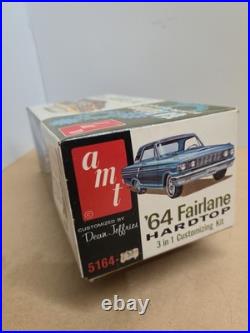 amt
©
CUSTOMIZED BY
Dean Jeffries
5164-
'64 Fairlane
HARDTOP
3 in 1 Customizing Kit